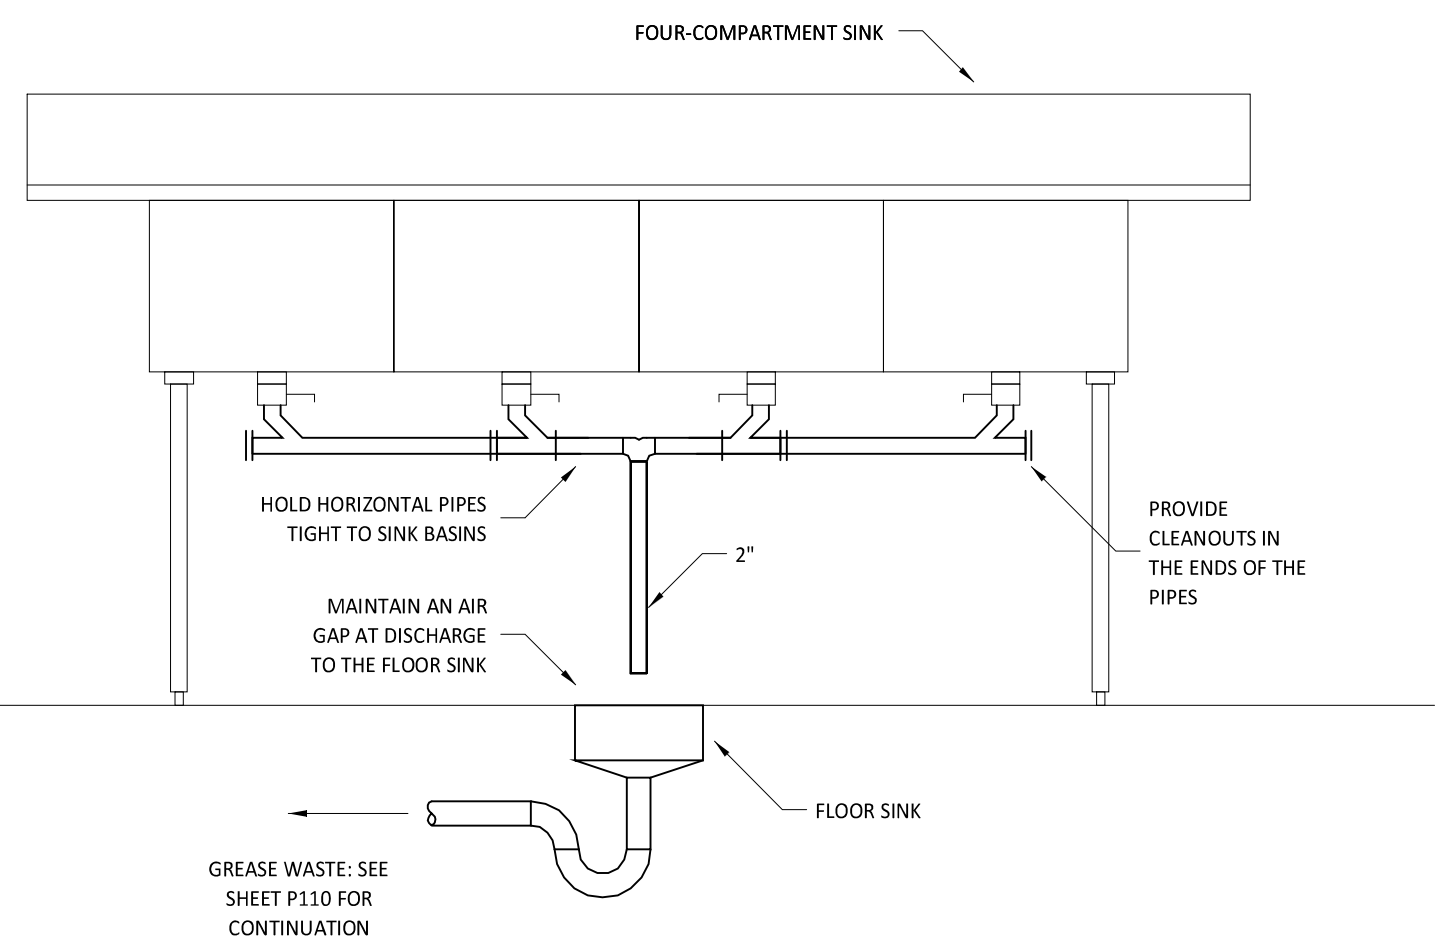 FOUR-COMPARTMENT SINK
HOLD HORIZONTAL PIPES
TIGHT TO SINK BASINS
PROVIDE
CLEANOUTS IN
THE ENDS OF THE
PIPES
2"
MAINTAIN AN AIR
GAP AT DISCHARGE
TO THE FLOOR SINK
FLOOR SINK
GREASE WASTE: SEE
SHEET P110 FOR
CONTINUATION